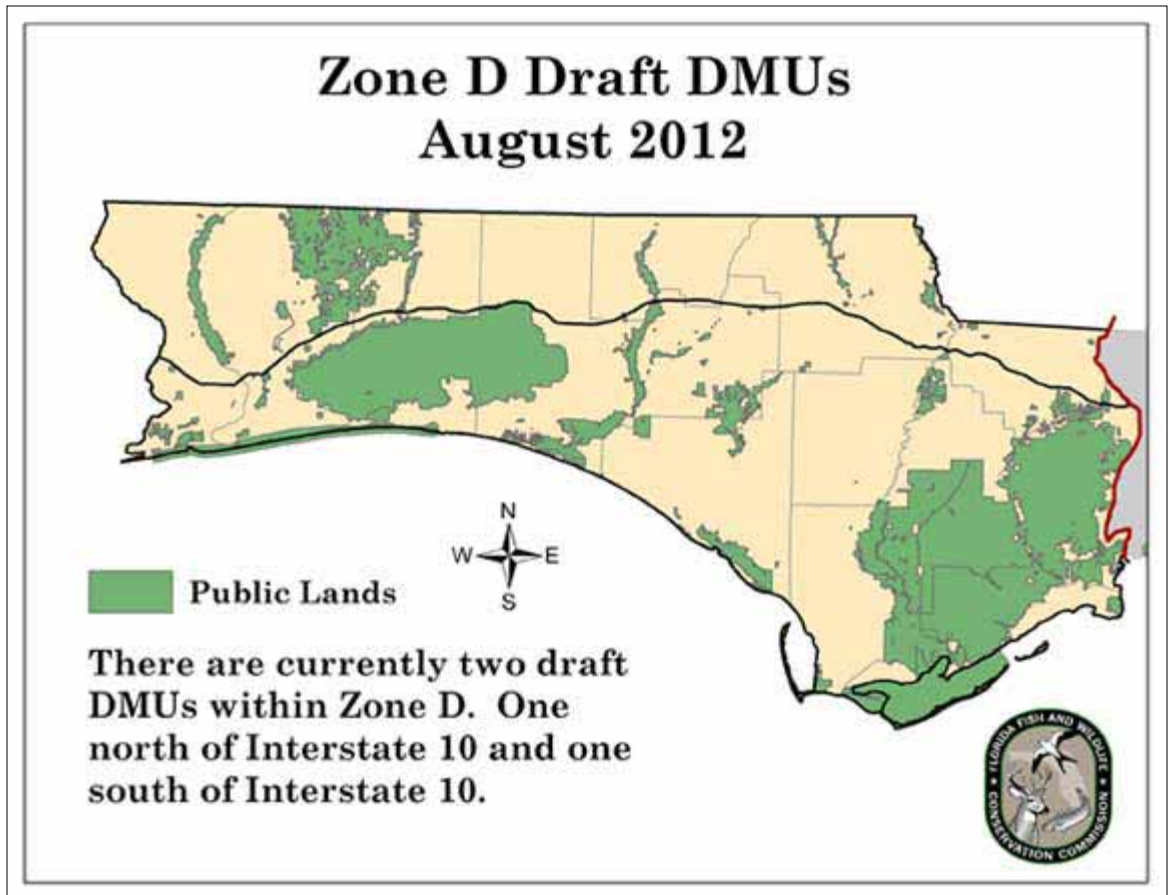 Zone D Draft DMUs
August 2012
N
W E
S
Public Lands
There are currently two draft
DMUs within Zone D. One
north of Interstate 10 and one
south of Interstate 10.
FLORIDA FISH AND WILDLIFE
CONSERVATION COMMISSION